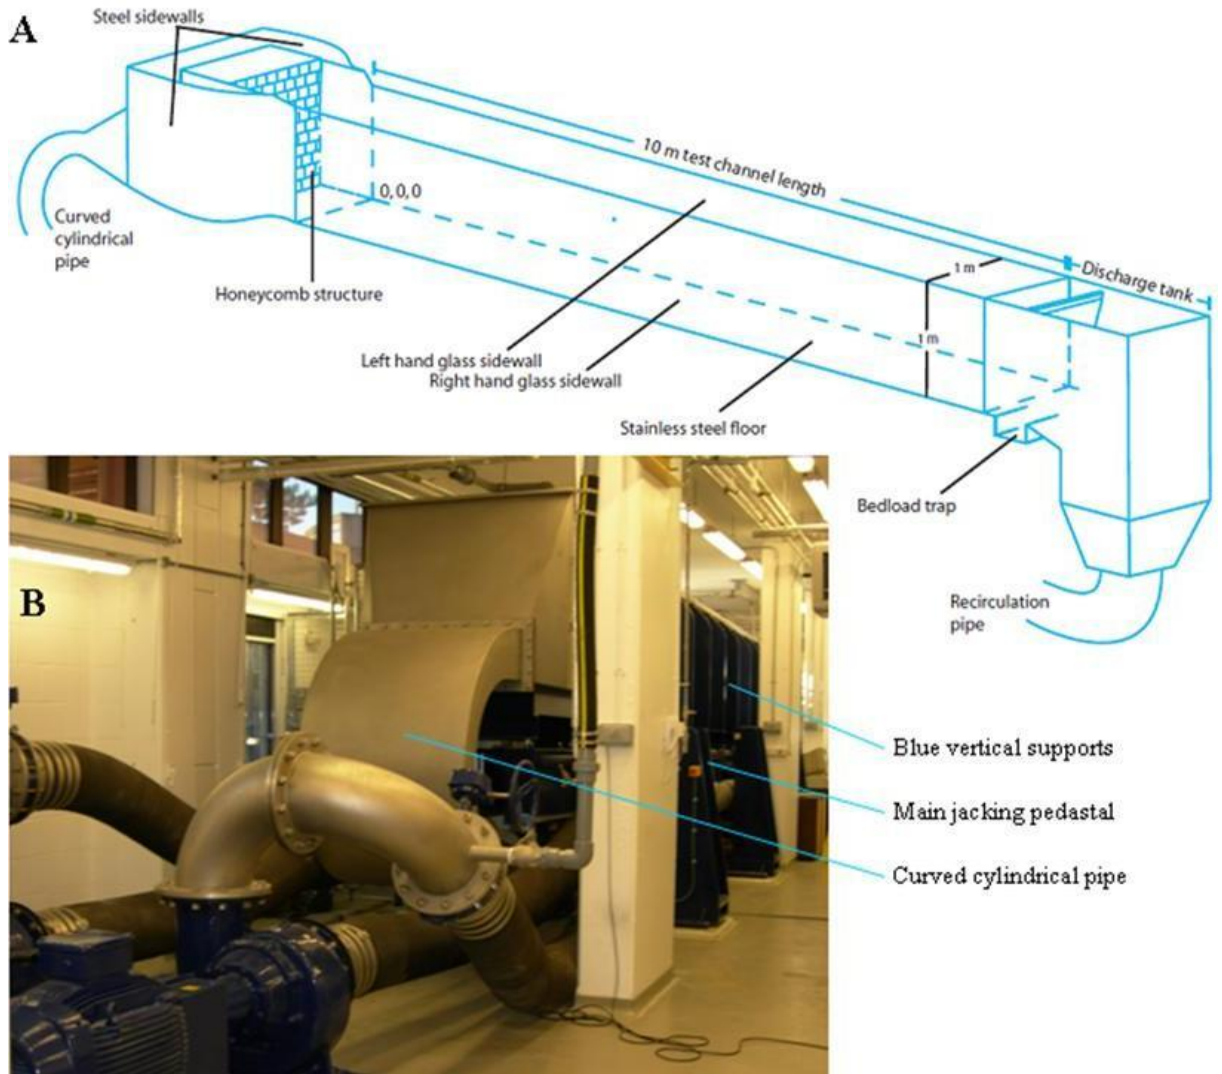 A
Steel sidewalls
10 m test channel length
0, 0, 0
Curved
cylindrical
pipe
1 m
Discharge tank
Honeycomb structure
1 m
Left hand glass sidewall
Right hand glass sidewall
Stainless steel floor
Bedload trap
B
Recirculation
pipe
Blue vertical supports
Main jacking pedastal
Curved cylindrical pipe